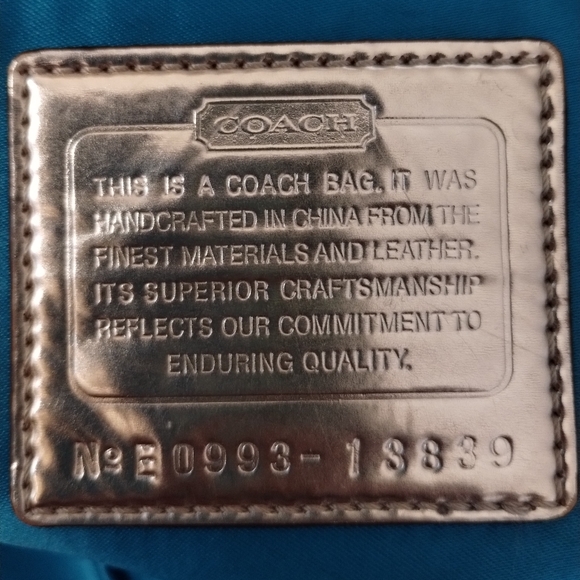 COACH
THIS IS A COACH BAG. IT WAS
HANDCRAFTED IN CHINA FROM THE
FINEST MATERIALS AND LEATHER.
ITS SUPERIOR CRAFTSMANSHIP
REFLECTS OUR COMMITMENT TO
ENDURING QUALITY.
Nº E0993-13839